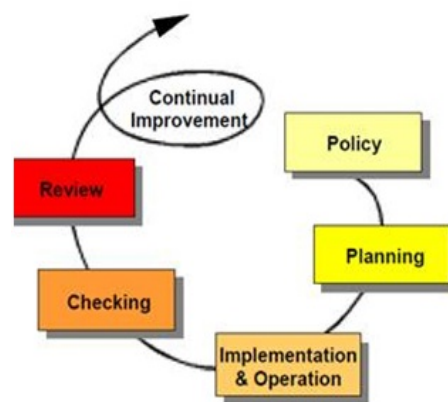 Continual
Improvement
Policy
Review
Planning
Checking
Implementation
& Operation